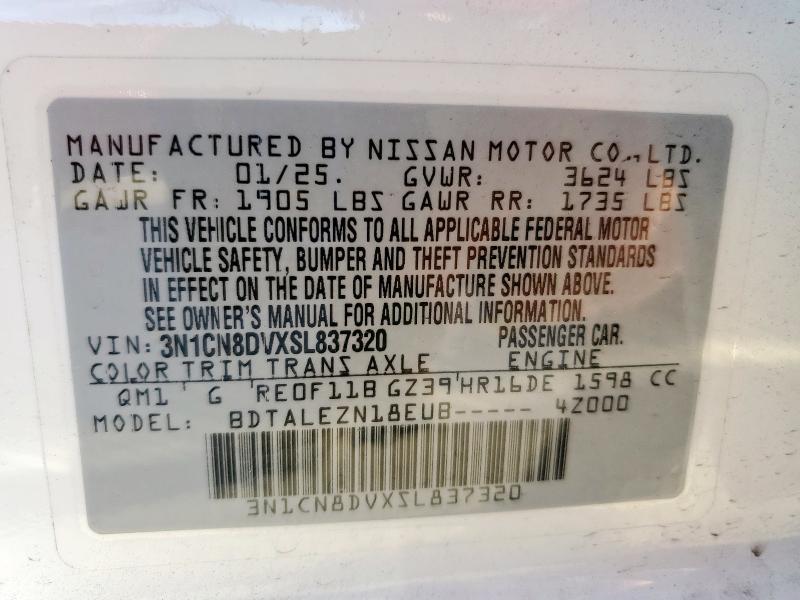 MANUFACTURED BY NISSAN MOTOR CO., LTD.
DATE: 01/25. GVWR: 3624 LBS
GAWR FR: 1905 LBS GAWR RR: 1735 LBS
THIS VEHICLE CONFORMS TO ALL APPLICABLE FEDERAL MOTOR
VEHICLE SAFETY, BUMPER AND THEFT PREVENTION STANDARDS
IN EFFECT ON THE DATE OF MANUFACTURE SHOWN ABOVE.
SEE OWNER'S MANUAL FOR ADDITIONAL INFORMATION.
VIN: 3N1CN8DVXSL837320 PASSENGER CAR.
COLOR TRIM TRANS AXLE ENGINE
QM1 G RE0F11B GZ39 HR16DE 1598 CC
MODEL: BDTALEZN18EUB----- 4Z000
3N1CN8DVXSL837320